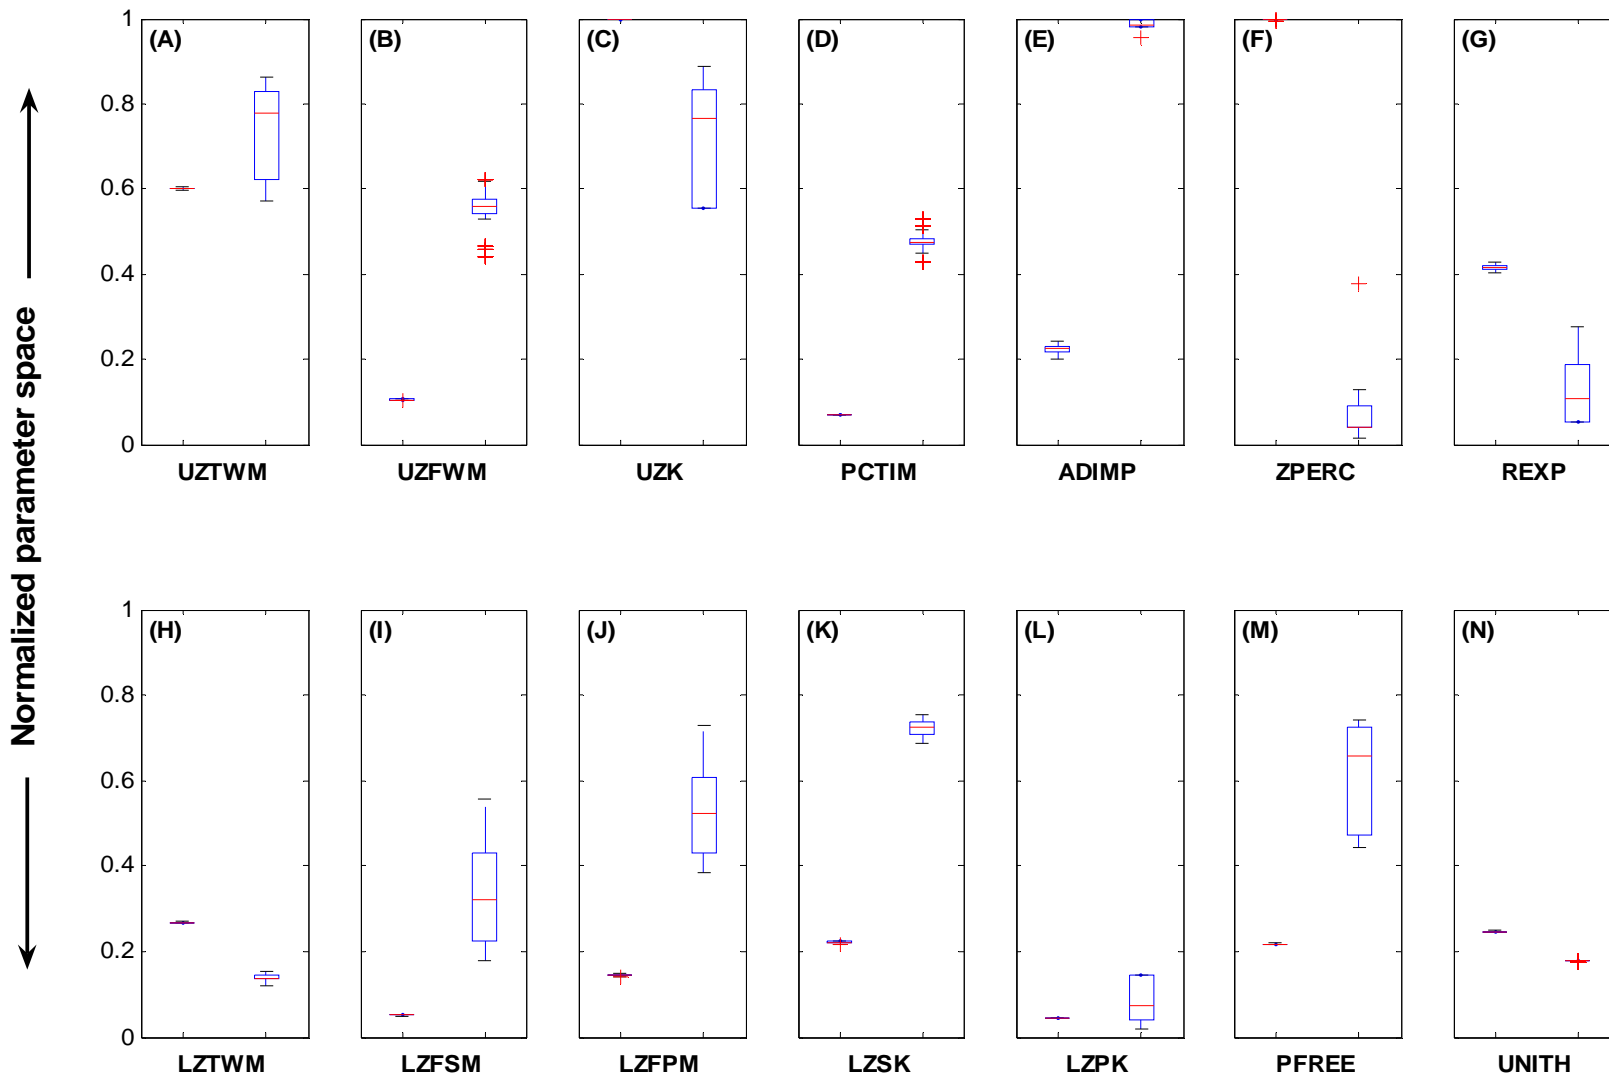 Normalized parameter space
1
0.8
0.6
0.4
0.2
0
(A)
(B)
(C)
(D)
(E)
(F)
(G)
UZTWM
UZFWM
UZK
PCTIM
ADIMP
ZPERC
REXP
1
0.8
0.6
0.4
0.2
0
(H)
(I)
(J)
(K)
(L)
(M)
(N)
LZTWM
LZFSM
LZFPM
LZSK
LZPK
PFREE
UNITH